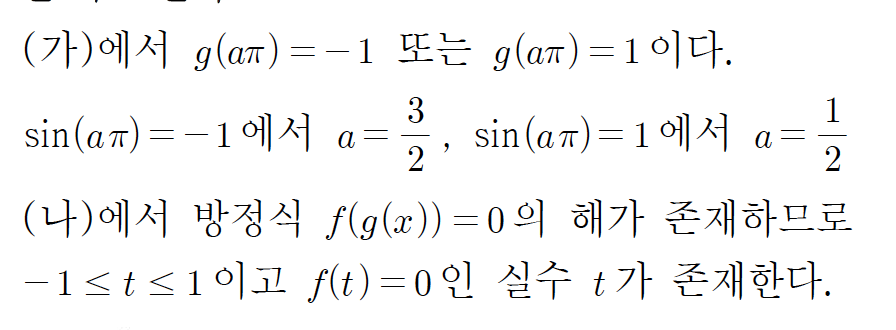 (가)에서 g(aπ)=-1 또는 g(aπ)=1이다.
sin(aπ)=-1에서 a=3/2, sin(aπ)=1에서 a=1/2
(나)에서 방정식 f(g(x))=0의 해가 존재하므로
-1≤t≤1이고 f(t)=0인 실수 t가 존재한다.